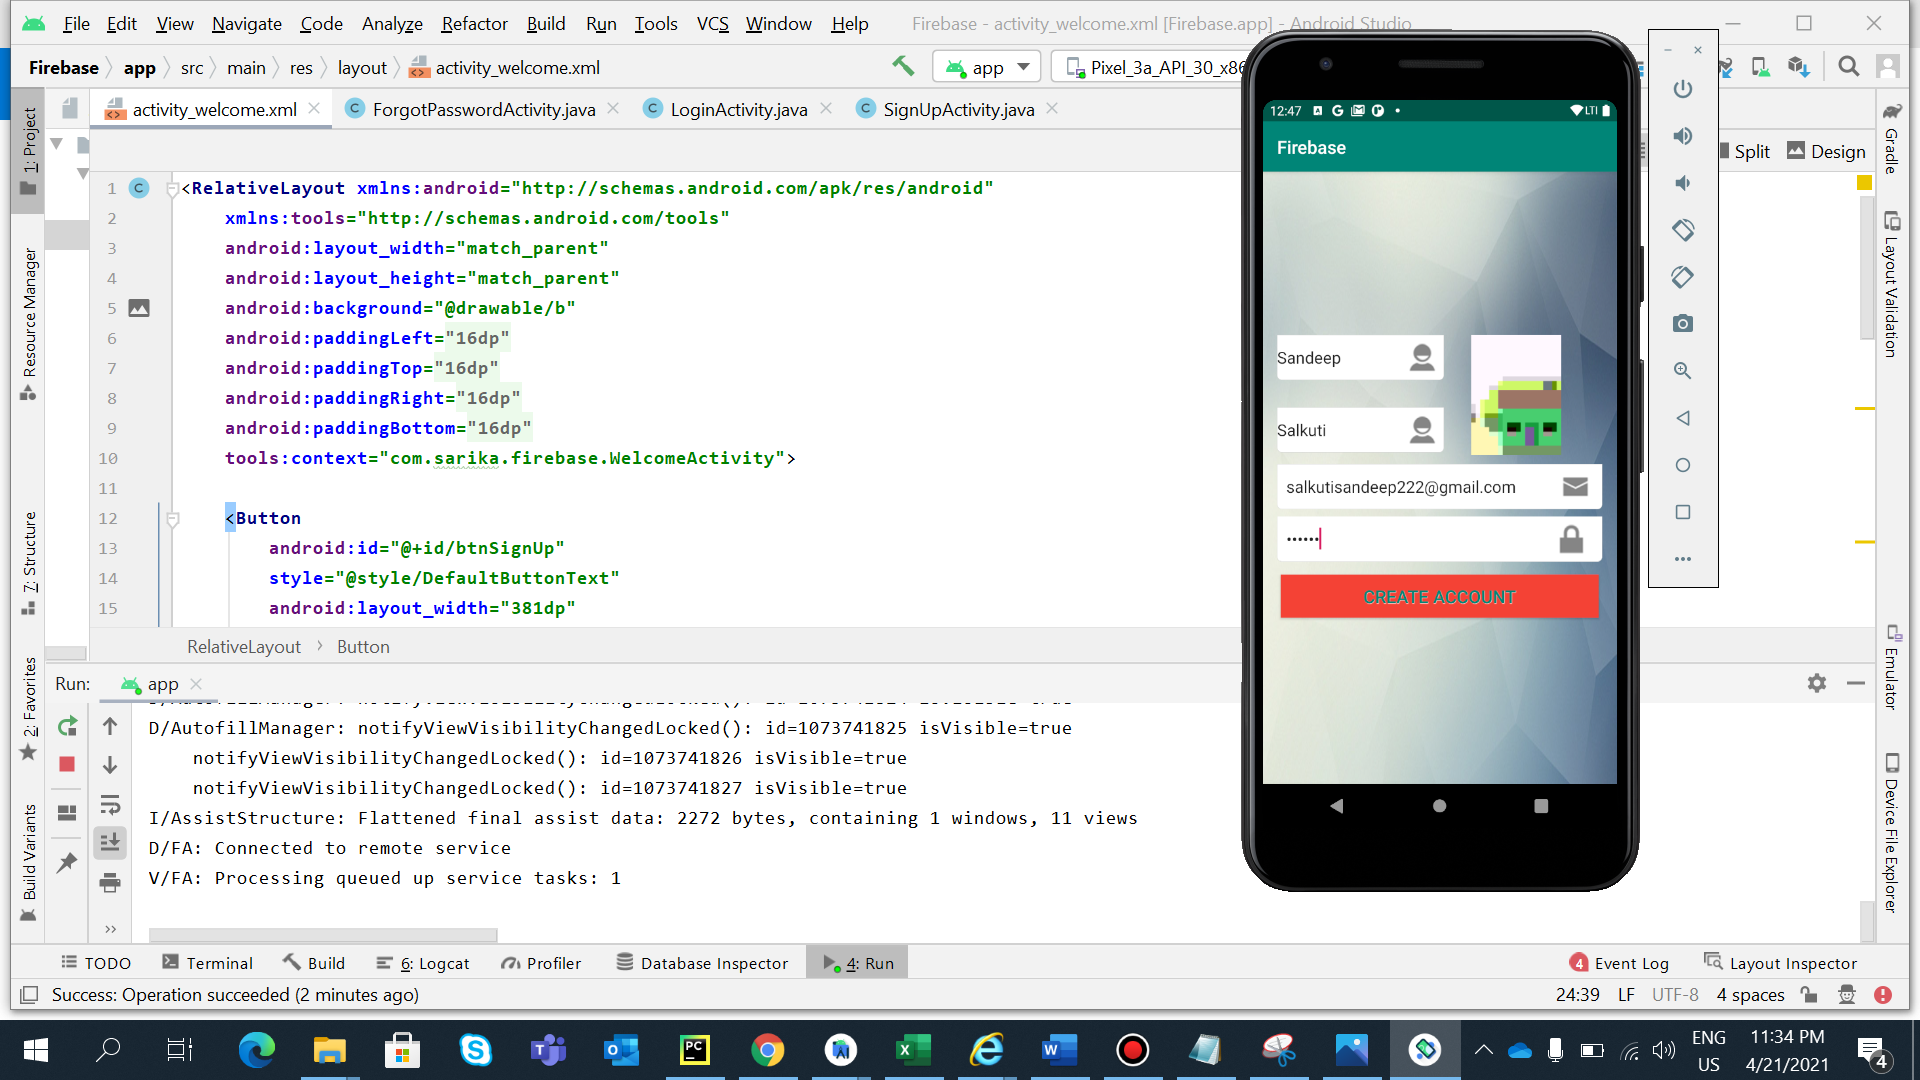 File Edit View Navigate Code Analyze Refactor Build Run Tools VCS Window Help Firebase - activity_welcome.xml [Firebase.app] - Android Studio
Firebase app src main res layout activity_welcome.xml app Pixel_3a_API_30_x86
activity_welcome.xml ForgotPasswordActivity.java LoginActivity.java SignUpActivity.java
Split Design
1 <RelativeLayout xmlns:android="http://schemas.android.com/apk/res/android"
2 xmlns:tools="http://schemas.android.com/tools"
3 android:layout_width="match_parent"
4 android:layout_height="match_parent"
5 android:background="@drawable/b"
6 android:paddingLeft="16dp"
7 android:paddingTop="16dp"
8 android:paddingRight="16dp"
9 android:paddingBottom="16dp"
10 tools:context="com.sarika.firebase.WelcomeActivity">
11
12 <Button
13 android:id="@+id/btnSignUp"
14 style="@style/DefaultButtonText"
15 android:layout_width="381dp"
RelativeLayout Button
Run: app
D/AutofillManager: notifyViewVisibilityChangedLocked(): id=1073741825 isVisible=true
notifyViewVisibilityChangedLocked(): id=1073741826 isVisible=true
notifyViewVisibilityChangedLocked(): id=1073741827 isVisible=true
I/AssistStructure: Flattened final assist data: 2272 bytes, containing 1 windows, 11 views
D/FA: Connected to remote service
V/FA: Processing queued up service tasks: 1
1: Project
Resource Manager
7: Structure
2: Favorites
Build Variants
12:47 LTE
Firebase
Sandeep
Salkuti
salkutisandeep222@gmail.com
••••••
CREATE ACCOUNT
Gradle
Layout Validation
Emulator
Device File Explorer
TODO Terminal Build 6: Logcat Profiler Database Inspector 4: Run 4 Event Log Layout Inspector
Success: Operation succeeded (2 minutes ago) 24:39 LF UTF-8 4 spaces
ENG 11:34 PM
US 4/21/2021 4